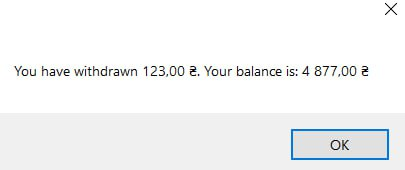 You have withdrawn 123,00 ₴. Your balance is: 4 877,00 ₴
OK